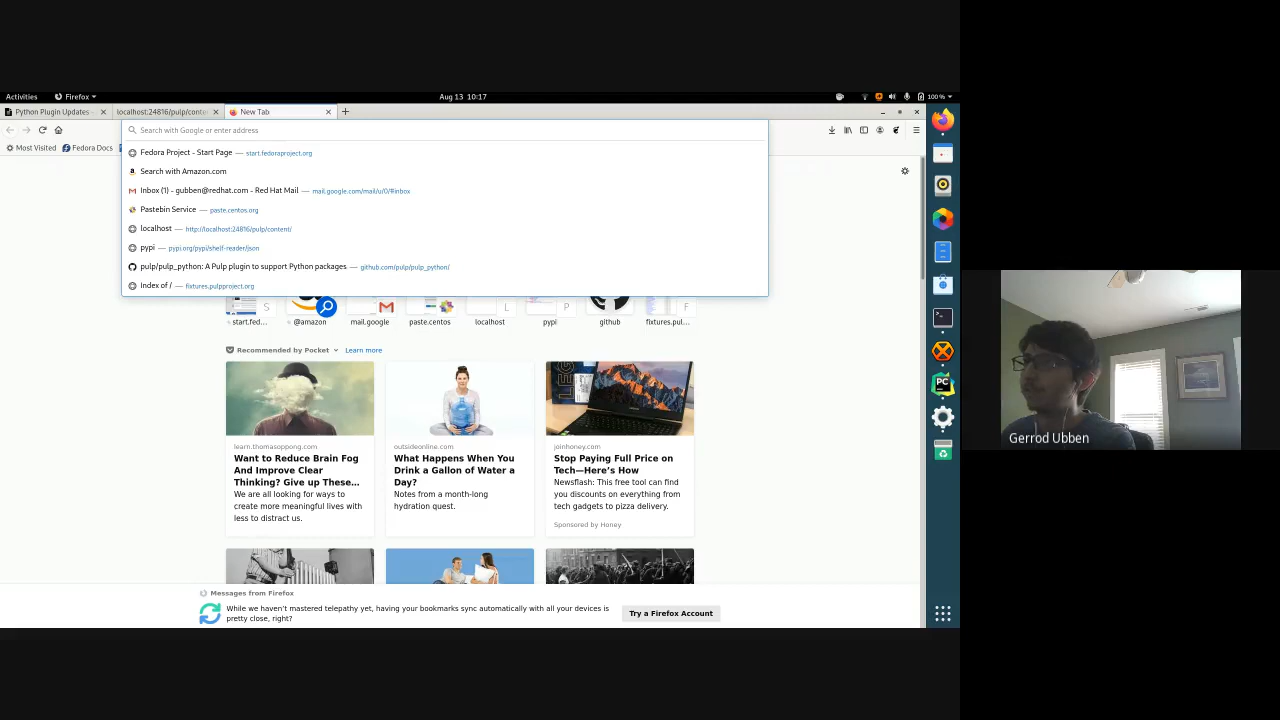 Activities
Firefox ▾
Aug 13 10:17
100 %
Python Plugin Updates
localhost:24816/pulp/conte
New Tab
Search with Google or enter address
Most Visited
Fedora Docs
Fedora Project - Start Page — start.fedoraproject.org
Search with Amazon.com
Inbox (1) - gubben@redhat.com - Red Hat Mail — mail.google.com/mail/u/0/#inbox
Pastebin Service — paste.centos.org
localhost — http://localhost:24816/pulp/content/
pypi — pypi.org/pypi/shelf-reader/json
pulp/pulp_python: A Pulp plugin to support Python packages — github.com/pulp/pulp_python/
Index of / — fixtures.pulpproject.org
S
L
P
F
start.fed...
@amazon
mail.google
paste.centos
localhost
pypi
github
fixtures.pul...
Recommended by Pocket
Learn more
learn.thomasoppong.com
Want to Reduce Brain Fog
And Improve Clear
Thinking? Give up These...
We are all looking for ways to
create more meaningful lives with
less to distract us.
outsideonline.com
What Happens When You
Drink a Gallon of Water a
Day?
Notes from a month-long
hydration quest.
joinhoney.com
Stop Paying Full Price on
Tech—Here's How
Newsflash: This free tool can find
you discounts on everything from
tech gadgets to pizza delivery.
Sponsored by Honey
Messages from Firefox
While we haven't mastered telepathy yet, having your bookmarks sync automatically with all your devices is
pretty close, right?
Try a Firefox Account
PC
Gerrod Ubben